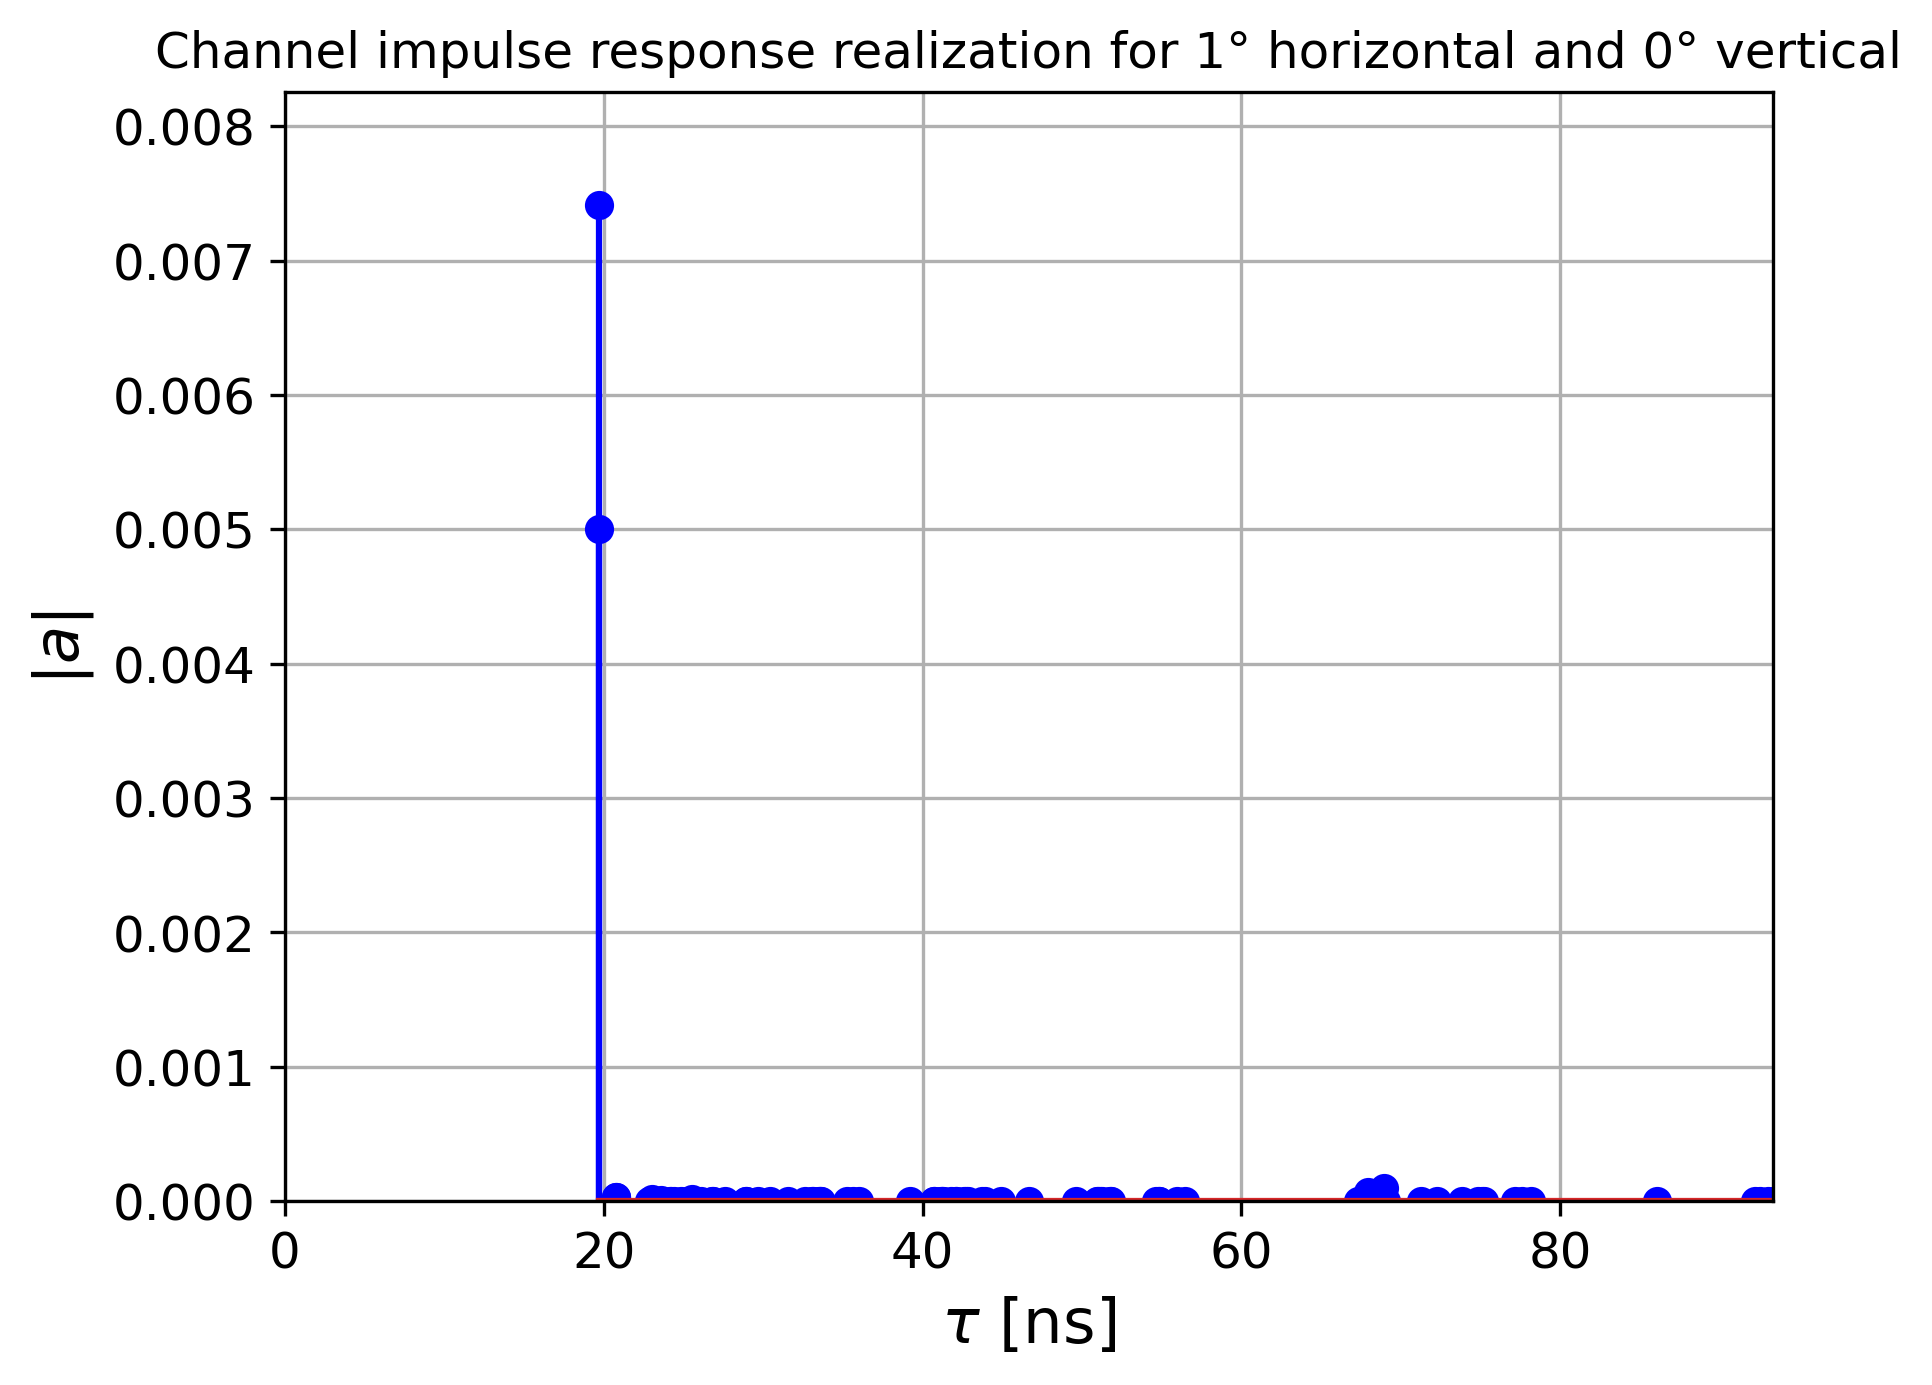 Channel impulse response realization for 1° horizontal and 0° vertical
0.008
0.007
0.006
0.005
0.004
0.003
0.002
0.001
0.000
|a|
0 20 40 60 80
τ [ns]